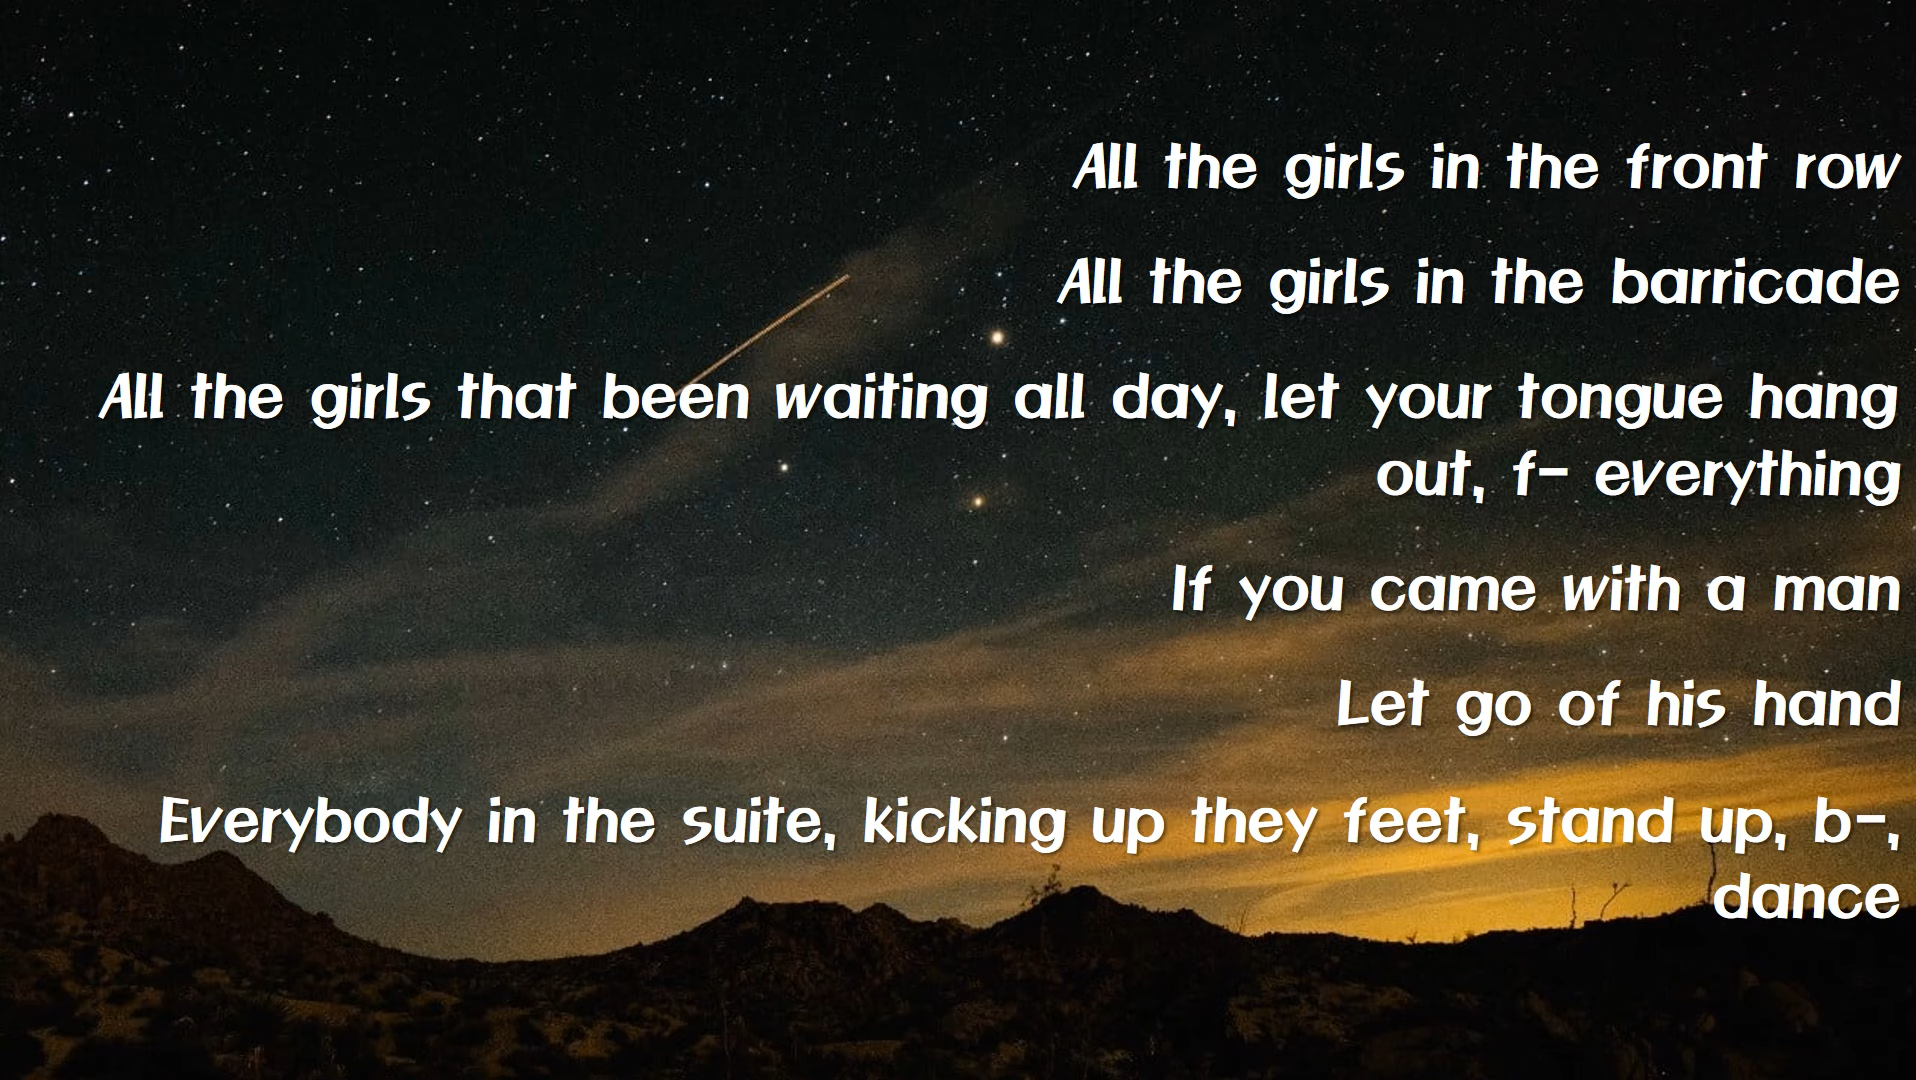 All the girls in the front row
All the girls in the barricade
All the girls that been waiting all day, let your tongue hang
out, f- everything
If you came with a man
Let go of his hand
Everybody in the suite, kicking up they feet, stand up, b-,
dance